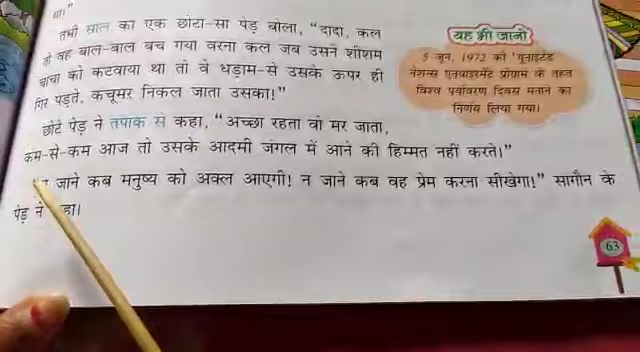 था।"
तभी साल का एक छोटा-सा पेड़ बोला, "दादा, कल
तो वह बाल-बाल बच गया वरना कल जब उसने शीशम
चाचा को कटवाया था तो वे धड़ाम-से उसके ऊपर ही
गिर पड़ते, कचूमर निकल जाता उसका!"
छोटे पेड़ ने तपाक से कहा, "अच्छा रहता वो मर जाता,
कम-से-कम आज तो उसके आदमी जंगल में आने की हिम्मत नहीं करते।"
जाने कब मनुष्य को अक्ल आएगी! न जाने कब वह प्रेम करना सीखेगा!" सागौन के
पेड़ ने
यह भी जानो
5 जून, 1972 को 'यूनाइटेड
नेशन्स एनवाइरमेंट प्रोग्राम के तहत
विश्व पर्यावरण दिवस मनाने का
निर्णय लिया गया।
63